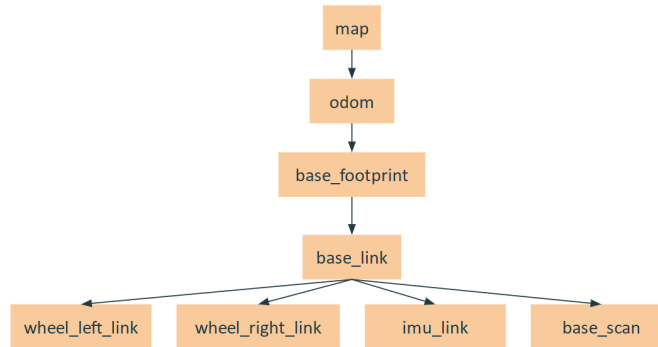 map
odom
base_footprint
base_link
wheel_left_link
wheel_right_link
imu_link
base_scan